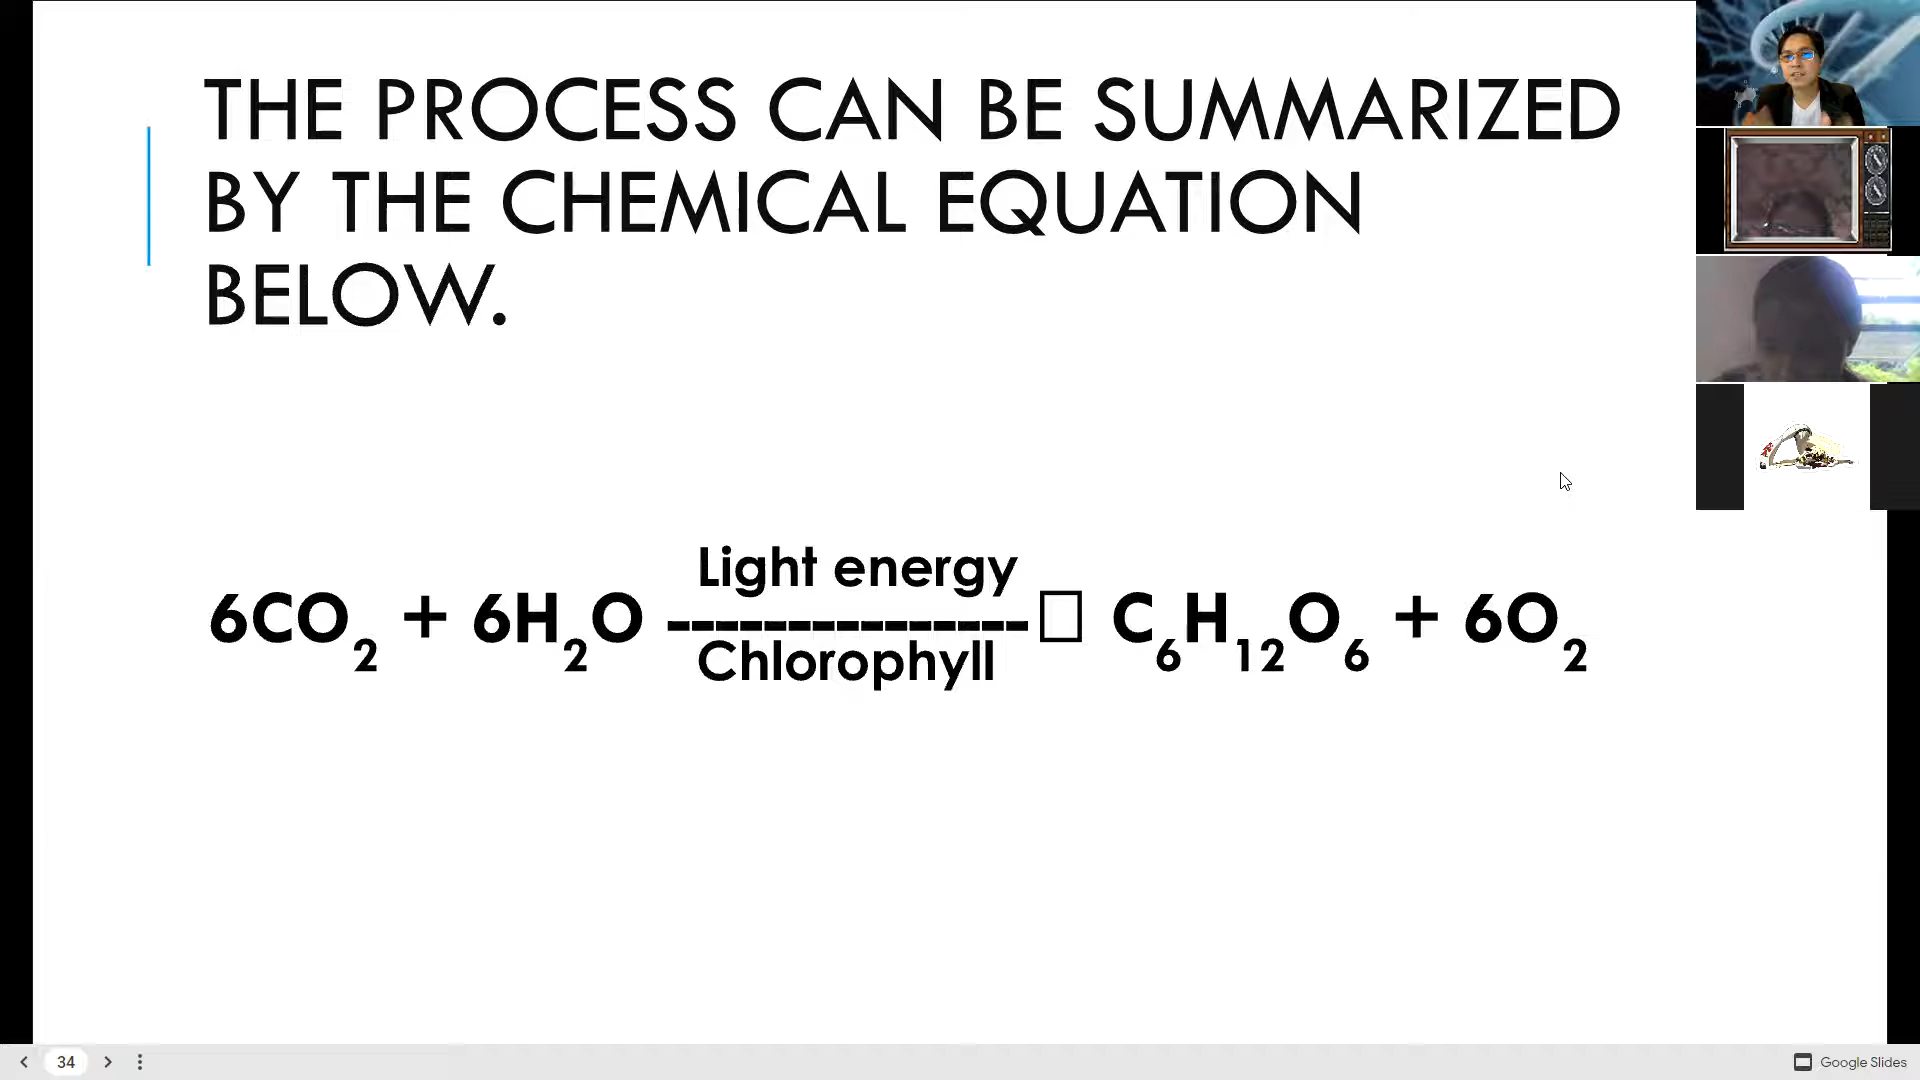 THE PROCESS CAN BE SUMMARIZED
BY THE CHEMICAL EQUATION
BELOW.
Light energy
6CO₂ + 6H₂O ---------------▯ C₆H₁₂O₆ + 6O₂
Chlorophyll
34
Google Slides